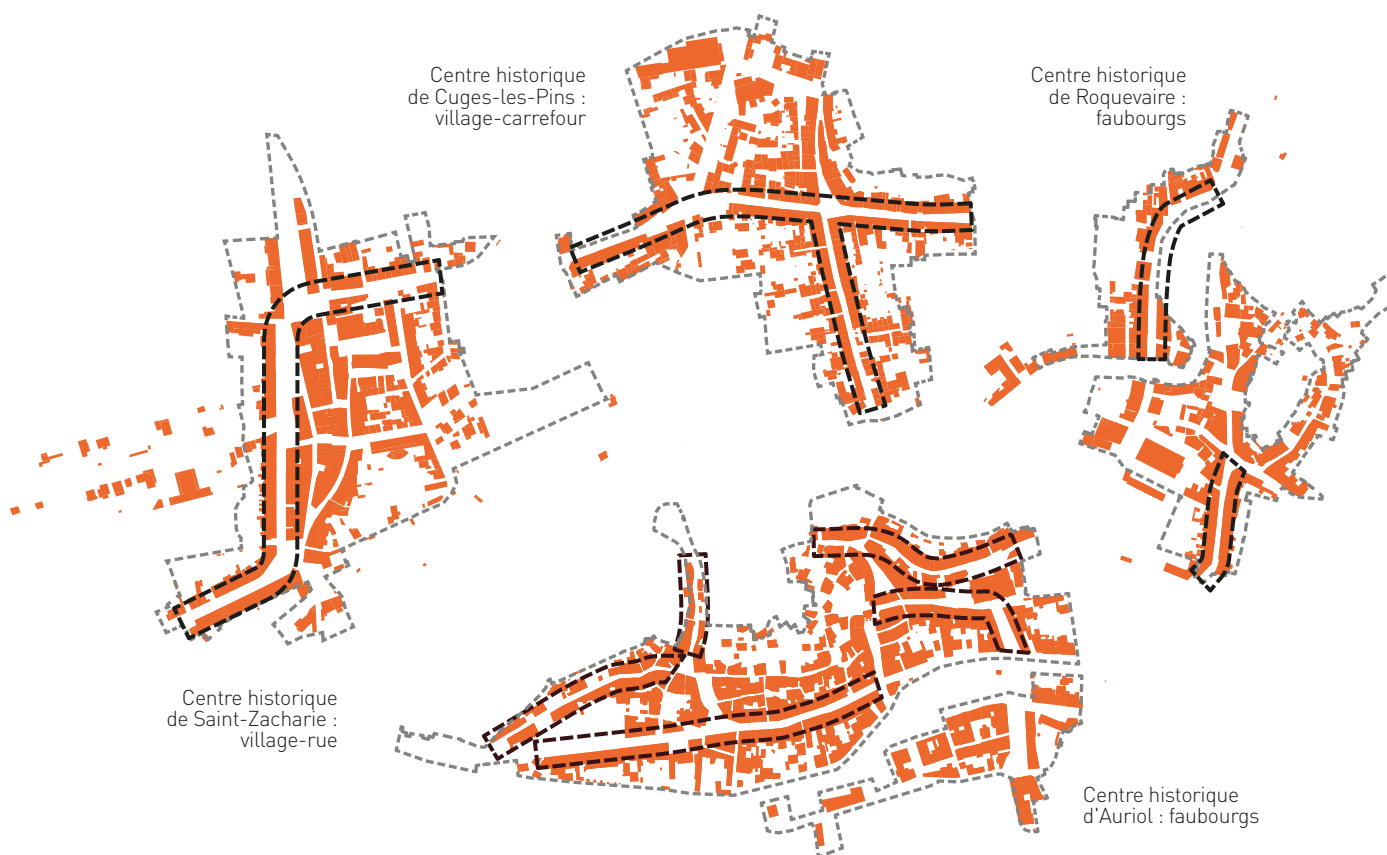 Centre historique
de Cuges-les-Pins :
village-carrefour
Centre historique
de Roquevaire :
faubourgs
Centre historique
de Saint-Zacharie :
village-rue
Centre historique
d'Auriol : faubourgs